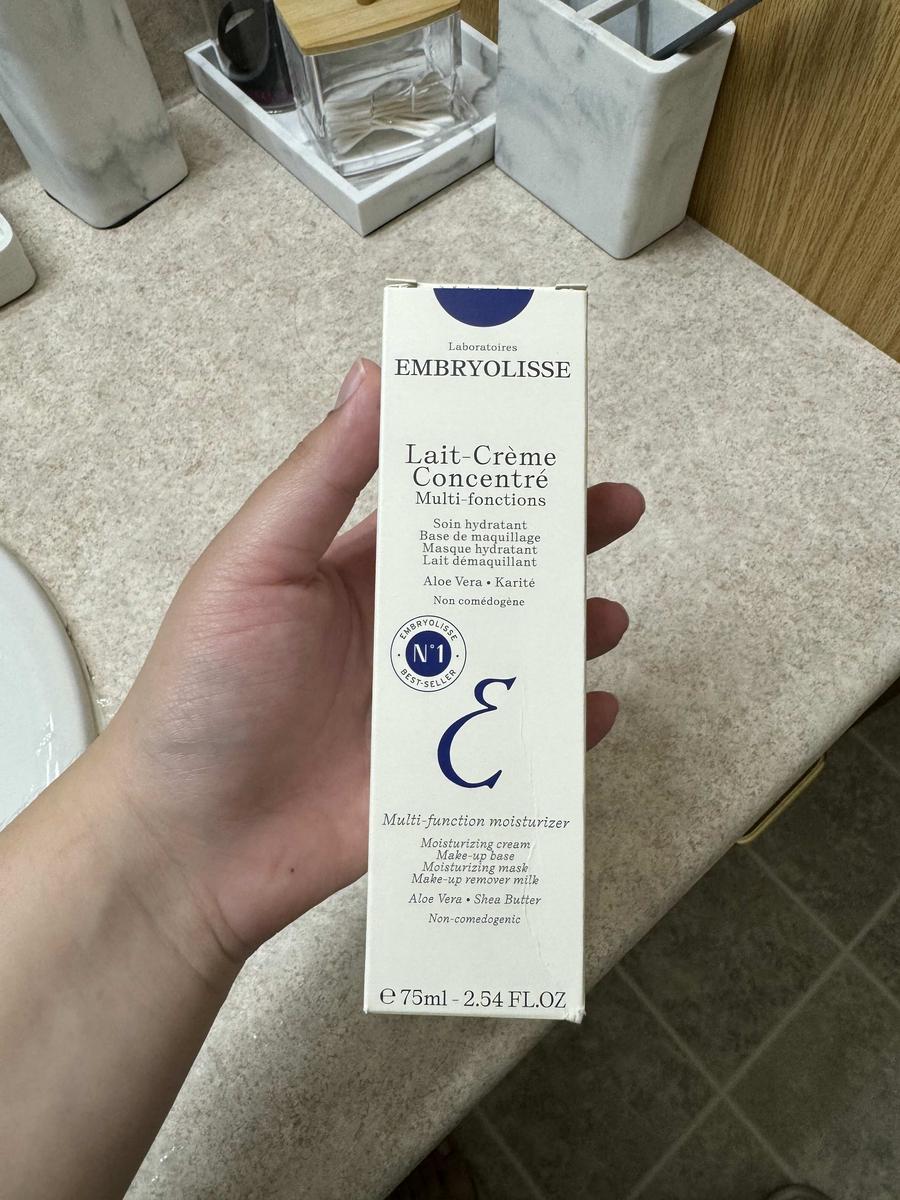 Laboratoires
EMBRYOLISSE
Lait-Crème
Concentré
Multi-fonctions
Soin hydratant
Base de maquillage
Masque hydratant
Lait démaquillant
Aloe Vera • Karité
Non comédogène
EMBRYOLISSE
N°1
BEST-SELLER
Ɛ
Multi-function moisturizer
Moisturizing cream
Make-up base
Moisturizing mask
Make-up remover milk
Aloe Vera • Shea Butter
Non-comedogenic
℮ 75ml - 2.54 FL.OZ